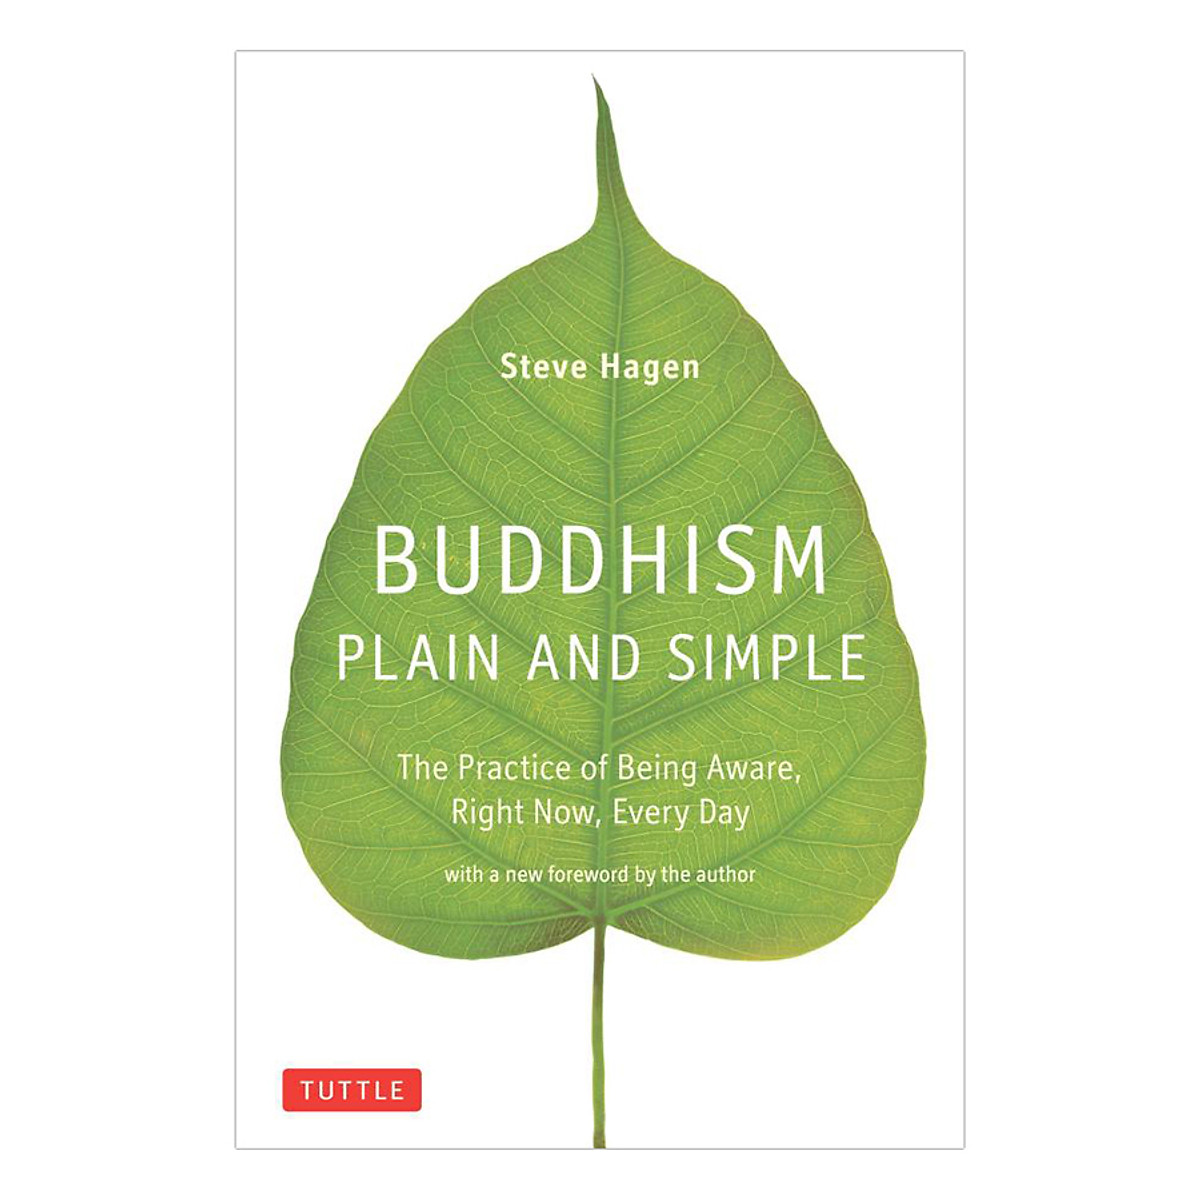 Steve Hagen
BUDDHISM
PLAIN AND SIMPLE
The Practice of Being Aware,
Right Now, Every Day
with a new foreword by the author
TUTTLE